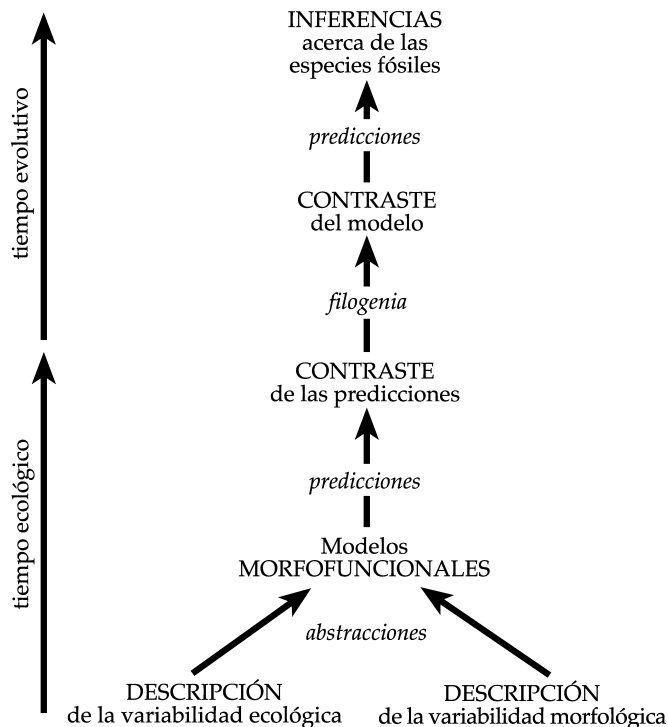 INFERENCIAS
acerca de las
especies fósiles
predicciones
CONTRASTE
del modelo
filogenia
CONTRASTE
de las predicciones
predicciones
Modelos
MORFOFUNCIONALES
abstracciones
DESCRIPCIÓN
de la variabilidad ecológica
DESCRIPCIÓN
de la variabilidad morfológica
tiempo evolutivo
tiempo ecológico